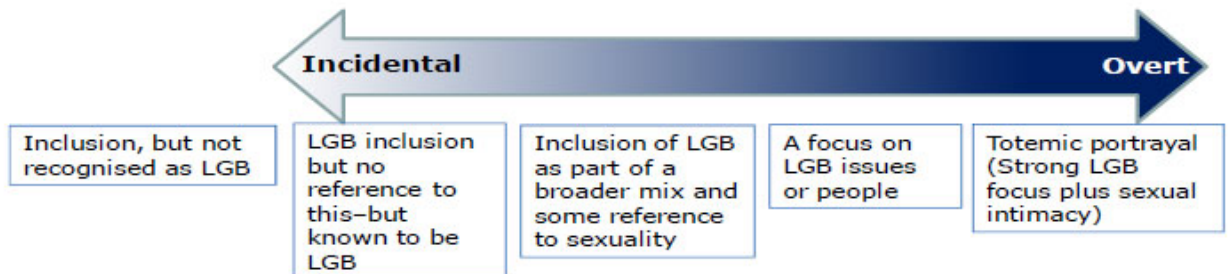 Incidental
Overt
Inclusion, but not
recognised as LGB
LGB inclusion
but no
reference to
this–but
known to be
LGB
Inclusion of LGB
as part of a
broader mix and
some reference
to sexuality
A focus on
LGB issues
or people
Totemic portrayal
(Strong LGB
focus plus sexual
intimacy)